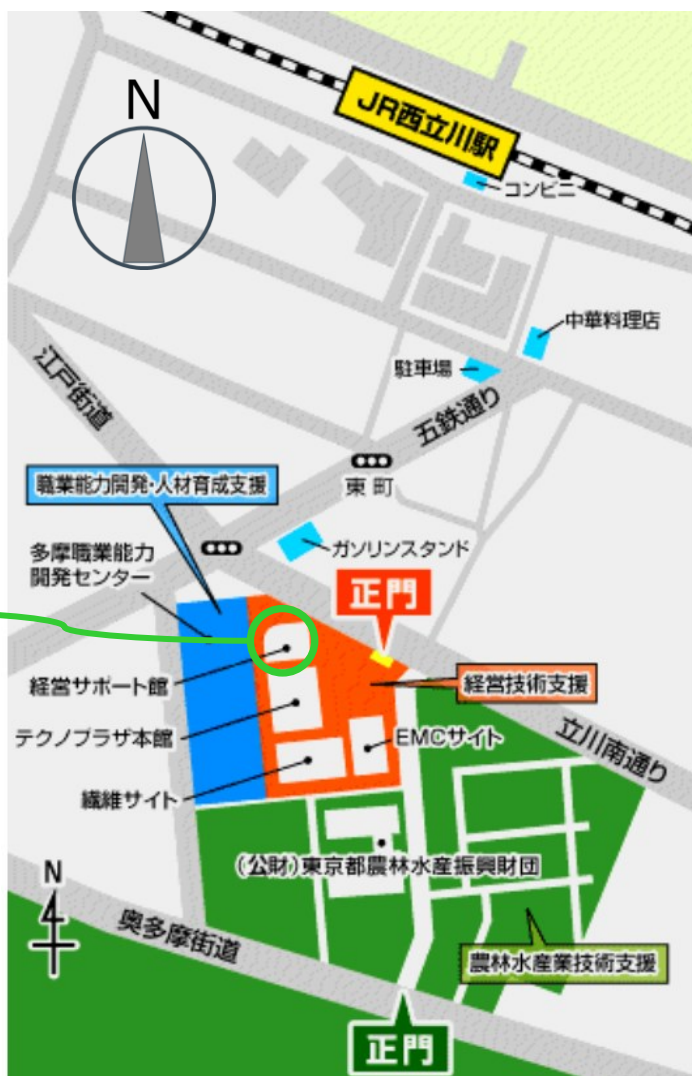 N
JR西立川駅
コンビニ
中華料理店
駐車場
江戸街道
五鉄通り
東町
職業能力開発・人材育成支援
多摩職業能力
開発センター
ガソリンスタンド
正門
経営サポート館
経営技術支援
テクノプラザ本館
EMCサイト
立川南通り
繊維サイト
(公財)東京都農林水産振興財団
N
奥多摩街道
農林水産業技術支援
正門